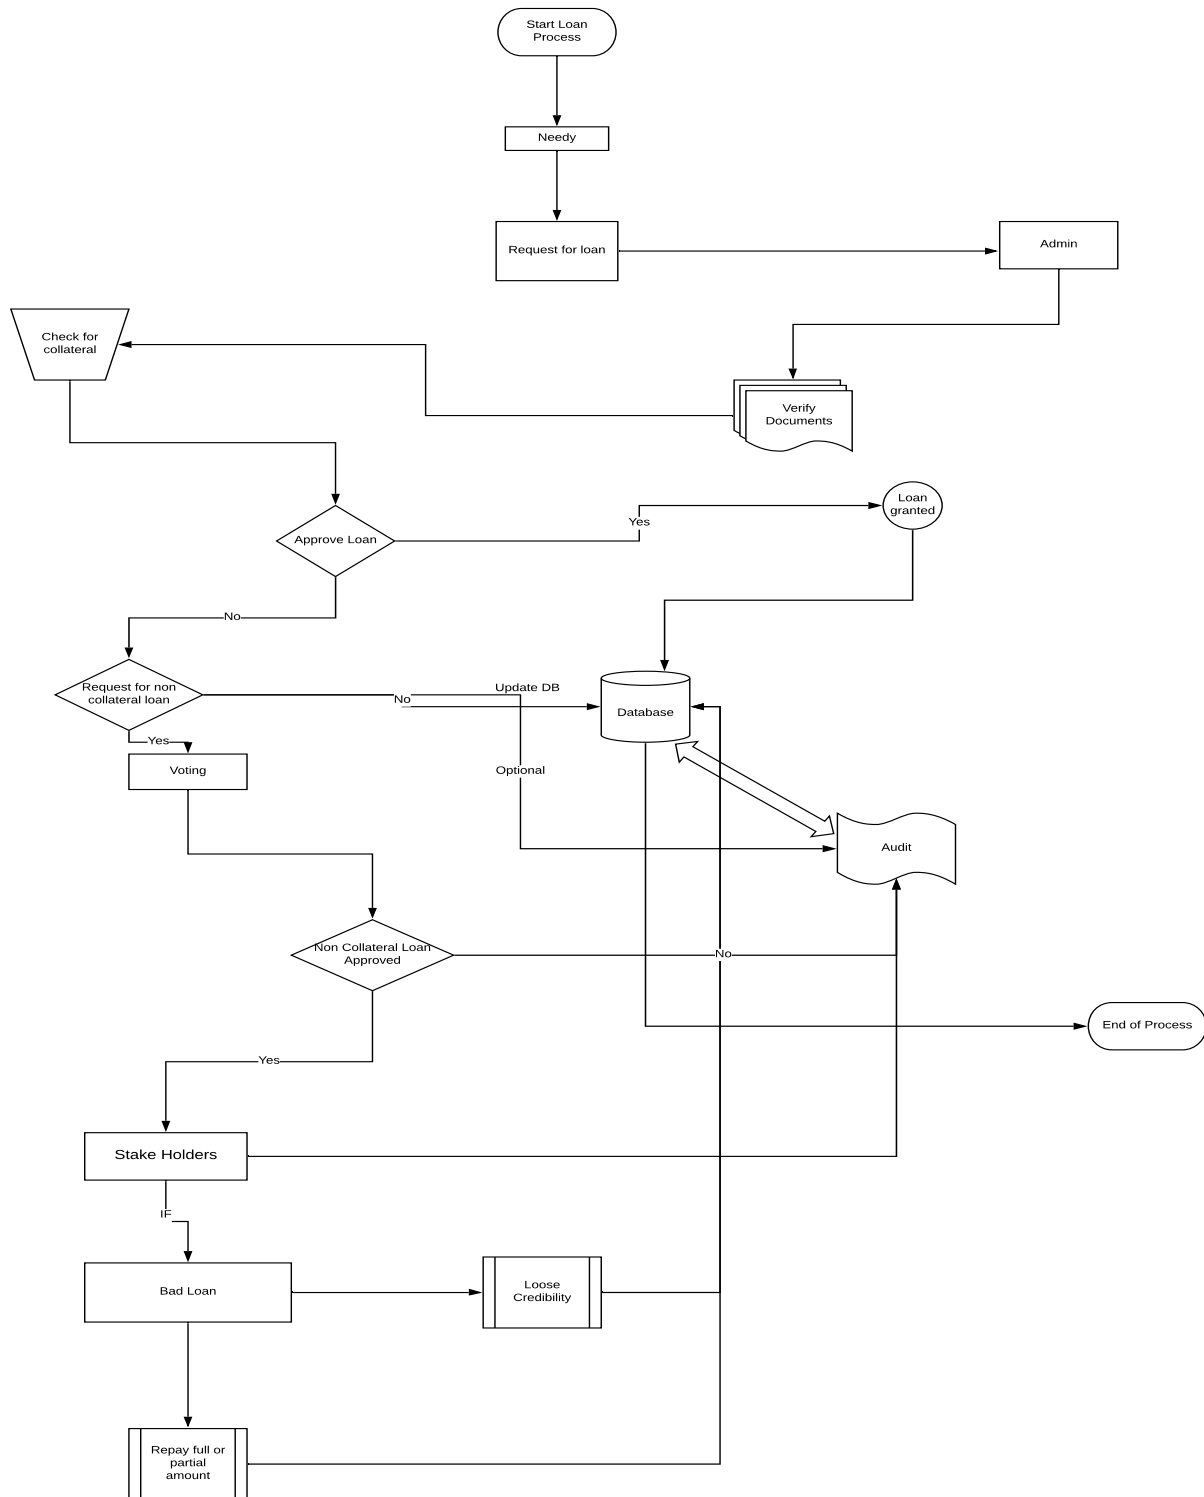 Start Loan
Process
Needy
Request for loan
Admin
Check for
collateral
Verify
Documents
Loan
granted
Yes
Approve Loan
No
Request for non
collateral loan
No
Update DB
Database
Yes
Voting
Optional
Audit
Non Collateral Loan
Approved
No
End of Process
Yes
Stake Holders
IF
Bad Loan
Loose
Credibility
Repay full or
partial
amount